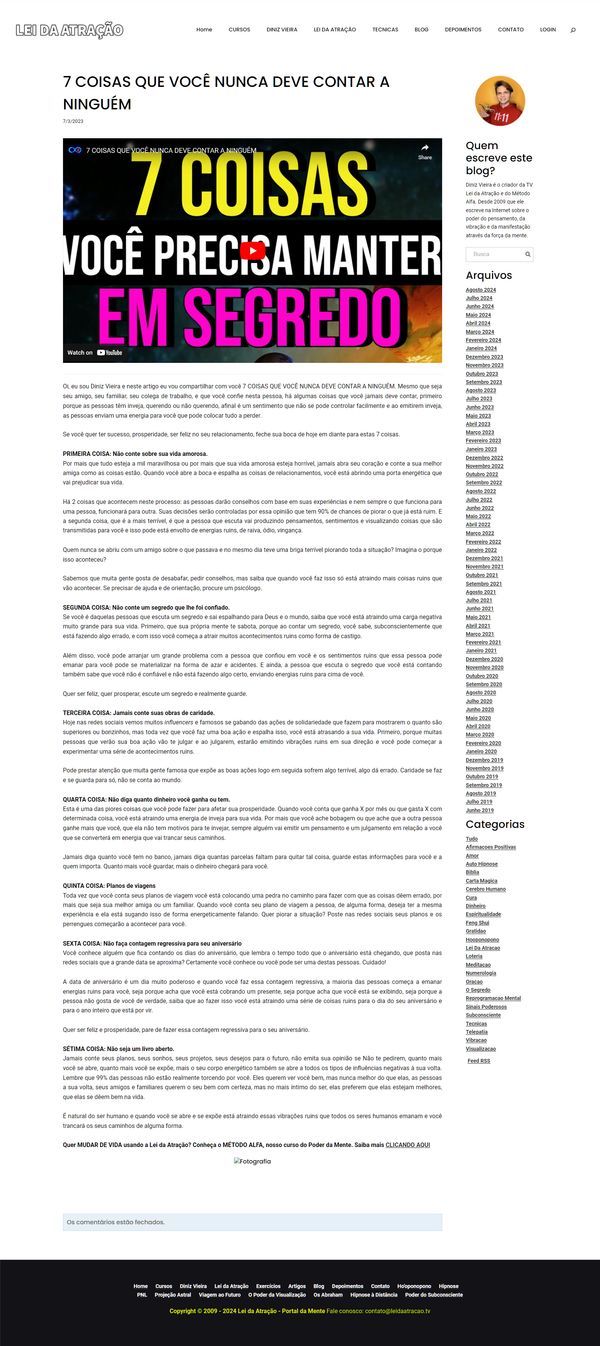 LEI DA ATRAÇÃO
Home CURSOS DINIZ VIEIRA LEI DA ATRAÇÃO TECNICAS BLOG DEPOIMENTOS CONTATO LOGIN
7 COISAS QUE VOCÊ NUNCA DEVE CONTAR A
NINGUÉM
7/3/2023
7 COISAS QUE VOCÊ NUNCA DEVE CONTAR A NINGUÉM
Share
7 COISAS
VOCÊ PRECISA MANTER
EM SEGREDO
Watch on YouTube
Oi, eu sou Diniz Vieira e neste artigo eu vou compartilhar com você 7 COISAS QUE VOCÊ NUNCA DEVE CONTAR A NINGUÉM. Mesmo que seja
seu amigo, seu familiar, seu colega de trabalho, é que você confie nesta pessoa, há algumas coisas que você jamais deve contar, primeiro
porque as pessoas têm inveja, querendo ou não querendo, afinal é um sentimento que não se pode controlar facilmente e ao emitirem inveja,
as pessoas enviam uma energia para você que pode colocar tudo a perder.
Se você quer ter sucesso, prosperidade, ser feliz no seu relacionamento, feche sua boca de hoje em diante para estas 7 coisas.
PRIMEIRA COISA: Não conte sobre sua vida amorosa.
Por mais que tudo esteja a mil maravilhosa ou por mais que sua vida amorosa esteja horrível, jamais abra seu coração e conte a sua melhor
amiga como as coisas estão. Quando você abre a boca e espalha as coisas de relacionamentos, você está abrindo uma porta energética que
vai prejudicar sua vida.
Há 2 coisas que acontecem neste processo: as pessoas darão conselhos com base em suas experiências e nem sempre o que funciona para
uma pessoa, funcionará para outra. Suas decisões serão controladas por essa opinião que tem 90% de chances de piorar o que já está ruim. E
a segunda coisa, que é a mais terrível, é que a pessoa que escuta vai produzindo pensamentos, sentimentos e visualizando coisas que são
transmitidas para você e isso pode está envolto de energias ruins, de raiva, ódio, vingança.
Quem nunca se abriu com um amigo sobre o que passava e no mesmo dia teve uma briga terrível piorando toda a situação? Imagina o porque
isso aconteceu?
Sabemos que muita gente gosta de desabafar, pedir conselhos, mas saiba que quando você faz isso só está atraindo mais coisas ruins que
vão acontecer. Se precisar de ajuda e de orientação, procure um psicólogo.
SEGUNDA COISA: Não conte um segredo que lhe foi confiado.
Se você é daquelas pessoas que escuta um segredo e sai espalhando para Deus e o mundo, saiba que você está atraindo uma carga negativa
muito grande para sua vida. Primeiro, que sua própria mente te sabota, porque ao contar um segredo, você sabe, subconscientemente que
está fazendo algo errado, e com isso você começa a atrair muitos acontecimentos ruins como forma de castigo.
Além disso, você pode arranjar um grande problema com a pessoa que confiou em você e os sentimentos ruins que essa pessoa pode
emanar para você pode se materializar na forma de azar e acidentes. E ainda, a pessoa que escuta o segredo que você está contando
também sabe que você não é confiável e não está fazendo algo certo, enviando energias ruins para cima de você.
Quer ser feliz, quer prosperar, escute um segredo e realmente guarde.
TERCEIRA COISA: Jamais conte suas obras de caridade.
Hoje nas redes sociais vemos muitos influencers e famosos se gabando das ações de solidariedade que fazem para mostrarem o quanto são
superiores ou bonzinhos, mas toda vez que você faz uma boa ação e espalha isso, você está atrasando a sua vida. Primeiro, porque muitas
pessoas que verão sua boa ação vão te julgar e ao julgarem, estarão emitindo vibrações ruins em sua direção e você pode começar a
experimentar uma série de acontecimentos ruins.
Pode prestar atenção que muita gente famosa que expõe as boas ações logo em seguida sofrem algo terrível, algo dá errado. Caridade se faz
e se guarda para só, não se conta ao mundo.
QUARTA COISA: Não diga quanto dinheiro você ganha ou tem.
Esta é uma das piores coisas que você pode fazer para afetar sua prosperidade. Quando você conta que ganha X por mês ou que gasta X com
determinada coisa, você está atraindo uma energia de inveja para sua vida. Por mais que você ache bobagem ou que ache que a outra pessoa
ganhe mais que você, que ela não tem motivos para te invejar, sempre alguém vai emitir um pensamento e um julgamento em relação a você
que se converterá em energia que vai trancar seus caminhos.
Jamais diga quanto você tem no banco, jamais diga quantas parcelas faltam para quitar tal coisa, guarde estas informações para você e a
quem importa. Quanto mais você guardar, mais o dinheiro chegará para você.
QUINTA COISA: Planos de viagens
Toda vez que você conta seus planos de viagem você está colocando uma pedra no caminho para fazer com que as coisas dêem errado, por
mais que seja sua melhor amiga ou um familiar. Quando você conta seu plano de viagem a pessoa, de alguma forma, deseja ter a mesma
experiência e ela está sugando isso de forma energeticamente falando. Quer piorar a situação? Poste nas redes sociais seus planos e os
perrengues começarão a acontecer para você.
SEXTA COISA: Não faça contagem regressiva para seu aniversário
Você conhece alguém que fica contando os dias do aniversário, que lembra o tempo todo que o aniversário está chegando, que posta nas
redes sociais que a grande data se aproxima? Certamente você conhece ou você pode ser uma destas pessoas. Cuidado!
A data de aniversário é um dia muito poderoso e quando você faz essa contagem regressiva, a maioria das pessoas começa a emanar
energias ruins para você, seja porque acha que você está cobrando um presente, seja porque acha que você está se exibindo, seja porque a
pessoa não gosta de você de verdade, saiba que ao fazer isso você está atraindo uma série de coisas ruins para o dia do seu aniversário e
para o ano inteiro que está por vir.
Quer ser feliz e prosperidade, pare de fazer essa contagem regressiva para o seu aniversário.
SÉTIMA COISA: Não seja um livro aberto.
Jamais conte seus planos, seus sonhos, seus projetos, seus desejos para o futuro, não emita sua opinião se Não te pedirem, quanto mais
você se abre, quanto mais você se expõe, mais o seu corpo energético também se abre a todos os tipos de influências negativas à sua volta.
Lembre que 99% das pessoas não estão realmente torcendo por você. Eles querem ver você bem, mas nunca melhor do que elas, as pessoas
a sua volta, seus amigos e familiares querem o seu bem com certeza, mas no mais íntimo do ser, elas preferem que elas estejam melhores,
que elas se dêem bem na vida.
É natural do ser humano e quando você se abre e se expõe está atraindo essas vibrações ruins que todos os seres humanos emanam e você
trancará os seus caminhos de alguma forma.
Quer MUDAR DE VIDA usando a Lei da Atração? Conheça o MÉTODO ALFA, nosso curso do Poder da Mente. Saiba mais CLICANDO AQUI
Fotografia
Os comentários estão fechados.
11:11
Quem
escreve este
blog?
Diniz Vieira é o criador da TV
Lei da Atração e do Método
Alfa. Desde 2009 que ele
escreve na Internet sobre o
poder do pensamento, da
vibração e da manifestação
através da força da mente.
Busca
Arquivos
Agosto 2024
Julho 2024
Junho 2024
Maio 2024
Abril 2024
Março 2024
Fevereiro 2024
Janeiro 2024
Dezembro 2023
Novembro 2023
Outubro 2023
Setembro 2023
Agosto 2023
Julho 2023
Junho 2023
Maio 2023
Abril 2023
Março 2023
Fevereiro 2023
Janeiro 2023
Dezembro 2022
Novembro 2022
Outubro 2022
Setembro 2022
Agosto 2022
Julho 2022
Junho 2022
Maio 2022
Abril 2022
Março 2022
Fevereiro 2022
Janeiro 2022
Dezembro 2021
Novembro 2021
Outubro 2021
Setembro 2021
Agosto 2021
Julho 2021
Junho 2021
Maio 2021
Abril 2021
Março 2021
Fevereiro 2021
Janeiro 2021
Dezembro 2020
Novembro 2020
Outubro 2020
Setembro 2020
Agosto 2020
Julho 2020
Junho 2020
Maio 2020
Abril 2020
Março 2020
Fevereiro 2020
Janeiro 2020
Dezembro 2019
Novembro 2019
Outubro 2019
Setembro 2019
Agosto 2019
Julho 2019
Junho 2019
Categorias
Tudo
Afirmacoes Positivas
Amor
Auto Hipnose
Biblia
Carta Magica
Cerebro Humano
Cura
Dinheiro
Espiritualidade
Feng Shui
Gratidao
Hooponopono
Lei Da Atracao
Loteria
Meditacao
Numerologia
Oracao
O Segredo
Reprogramacao Mental
Sinais Poderosos
Subconsciente
Tecnicas
Telepatia
Vibracao
Visualizacao
Feed RSS
Home Cursos Diniz Vieira Lei da Atração Exercícios Artigos Blog Depoimentos Contato Ho'oponopono Hipnose
PNL Projeção Astral Viagem ao Futuro O Poder da Visualização Os Abraham Hipnose à Distância Poder do Subconsciente
Copyright © 2009 - 2024 Lei da Atração - Portal da Mente Fale conosco: contato@leidaatracao.tv